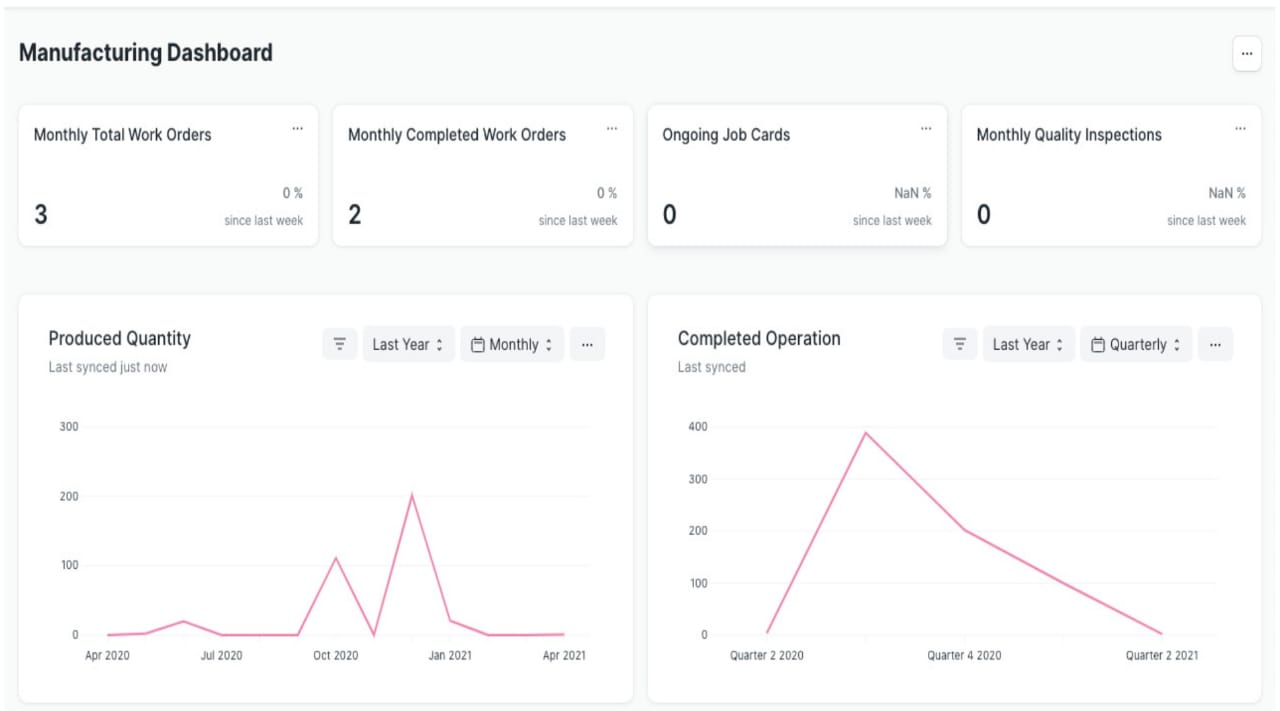 Manufacturing Dashboard
...
Monthly Total Work Orders
...
3
0 %
since last week
Monthly Completed Work Orders
...
2
0 %
since last week
Ongoing Job Cards
...
0
NaN %
since last week
Monthly Quality Inspections
...
0
NaN %
since last week
Produced Quantity
Last synced just now
Last Year
Monthly
...
300
200
100
0
Apr 2020
Jul 2020
Oct 2020
Jan 2021
Apr 2021
Completed Operation
Last synced
Last Year
Quarterly
...
400
300
200
100
0
Quarter 2 2020
Quarter 4 2020
Quarter 2 2021